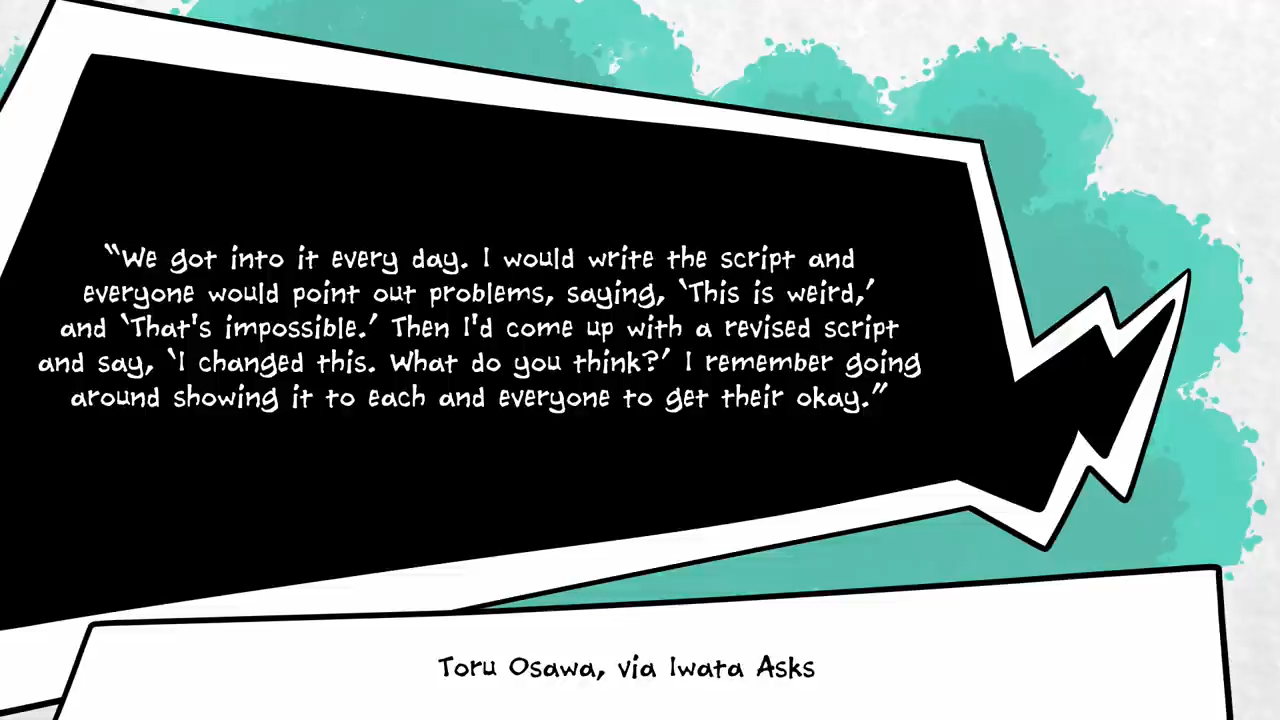 “We got into it every day. I would write the script and
everyone would point out problems, saying, ‘This is weird,’
and ‘That's impossible.’ Then I'd come up with a revised script
and say, ‘I changed this. What do you think?’ I remember going
around showing it to each and everyone to get their okay.”
Toru Osawa, via Iwata Asks